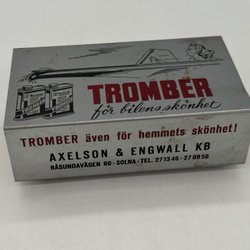 TROMBER
för bilens skönhet
TROMBER även för hemmets skönhet!
AXELSON & ENGWALL KB
RÅSUNDAVÄGEN 60 - SOLNA - TEL. 27 13 46 - 27 09 56